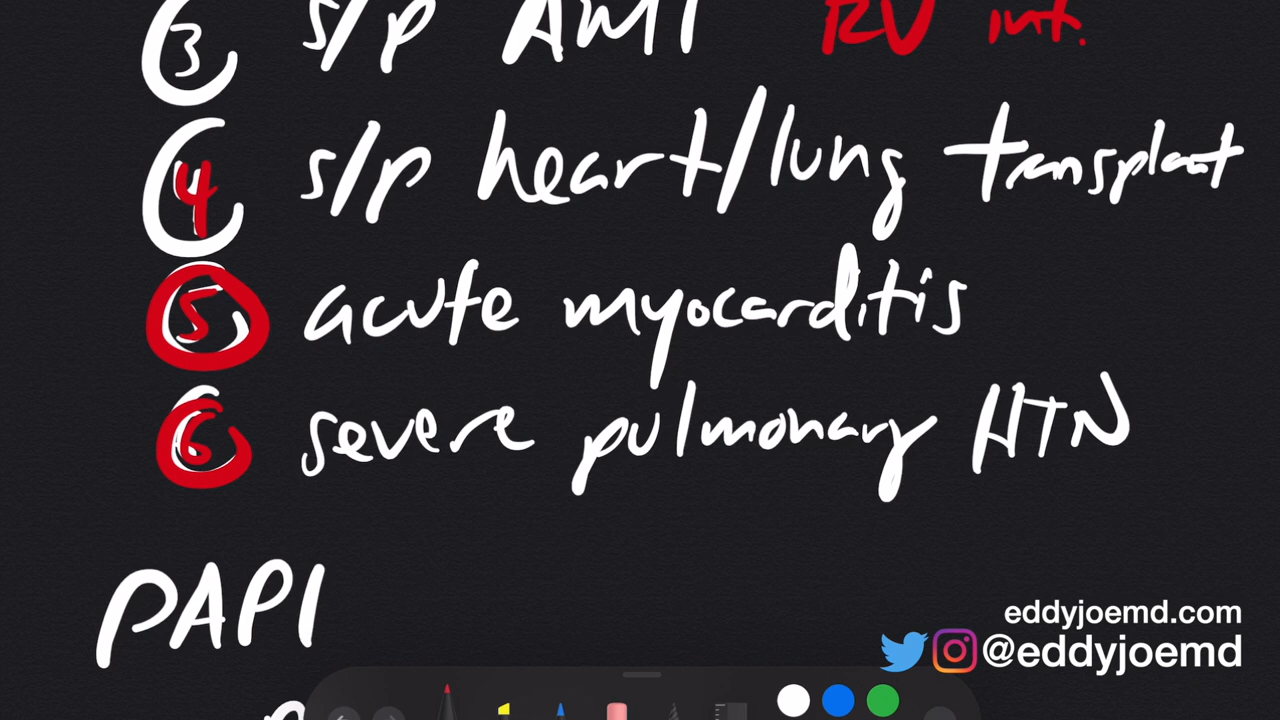 3 s/p AMI RV inf.
4 s/p heart/lung transplant
5 acute myocarditis
6 severe pulmonary HTN
PAPI
eddyjoemd.com
@eddyjoemd